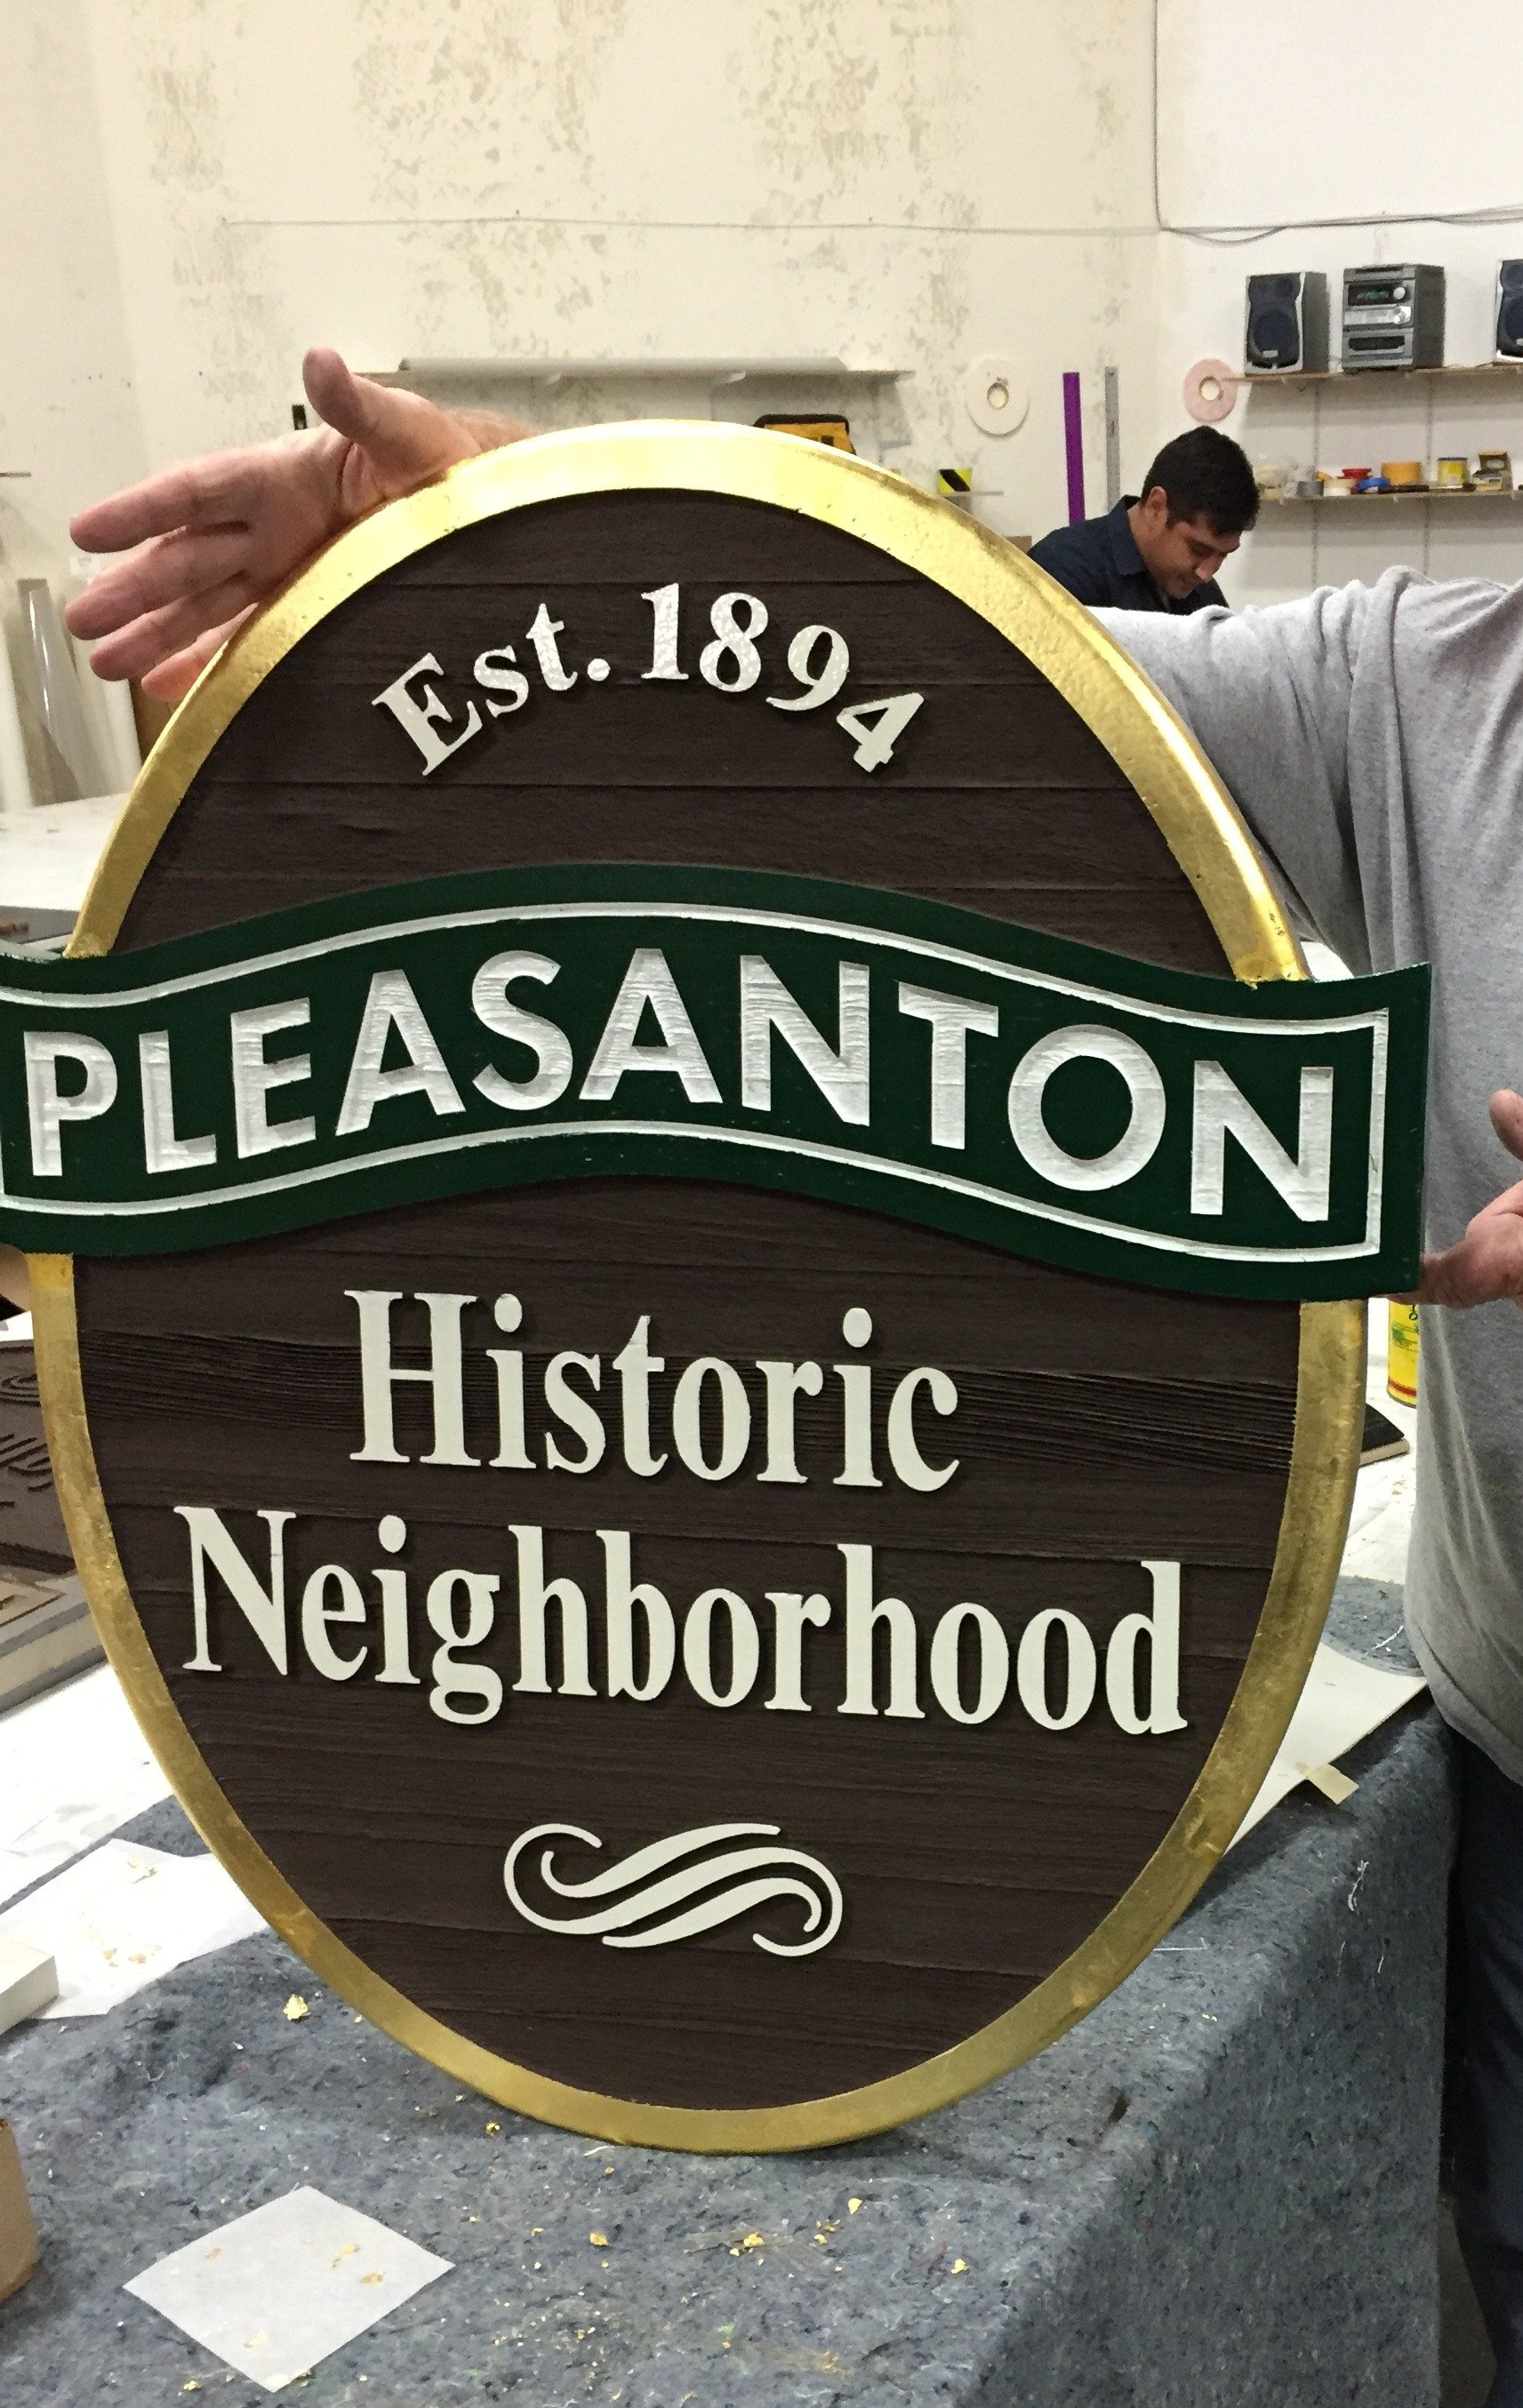 Est. 1894
PLEASANTON
Historic
Neighborhood